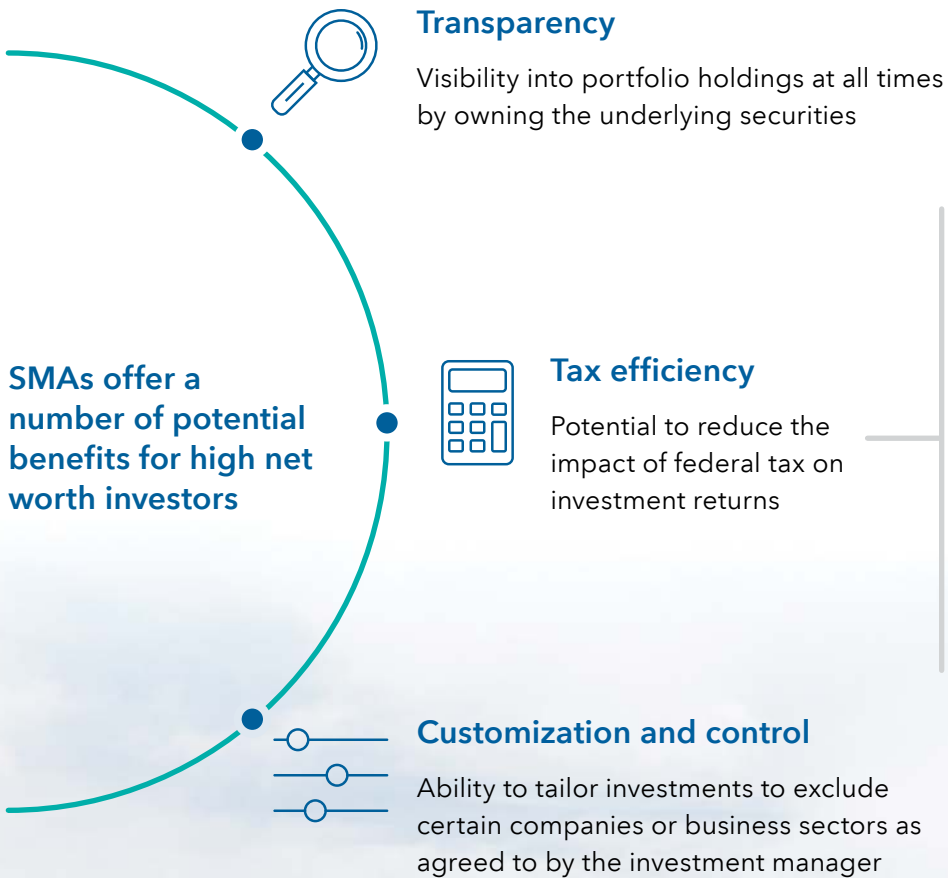 Transparency
Visibility into portfolio holdings at all times
by owning the underlying securities
SMAs offer a
number of potential
benefits for high net
worth investors
Tax efficiency
Potential to reduce the
impact of federal tax on
investment returns
Customization and control
Ability to tailor investments to exclude
certain companies or business sectors as
agreed to by the investment manager